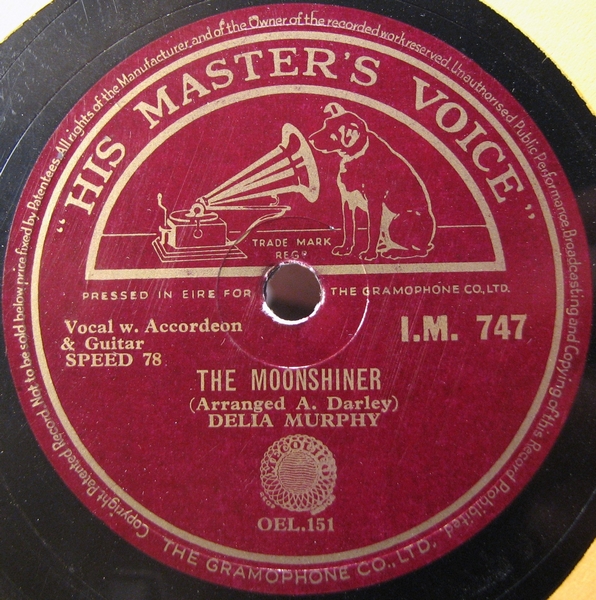 Copyright Patented Record Not to be sold below price fixed by Patentees. All rights of the Manufacturer and of the Owner of the recorded work reserved. Unauthorised Public Performance, Broadcasting and Copying of this Record Prohibited.
"HIS MASTER'S VOICE"
TRADE MARK
REGD
PRESSED IN EIRE FOR THE GRAMOPHONE CO., LTD.
Vocal w. Accordeon
& Guitar
SPEED 78
I.M. 747
THE MOONSHINER
(Arranged A. Darley)
DELIA MURPHY
OEL.151
THE GRAMOPHONE CO., LTD.